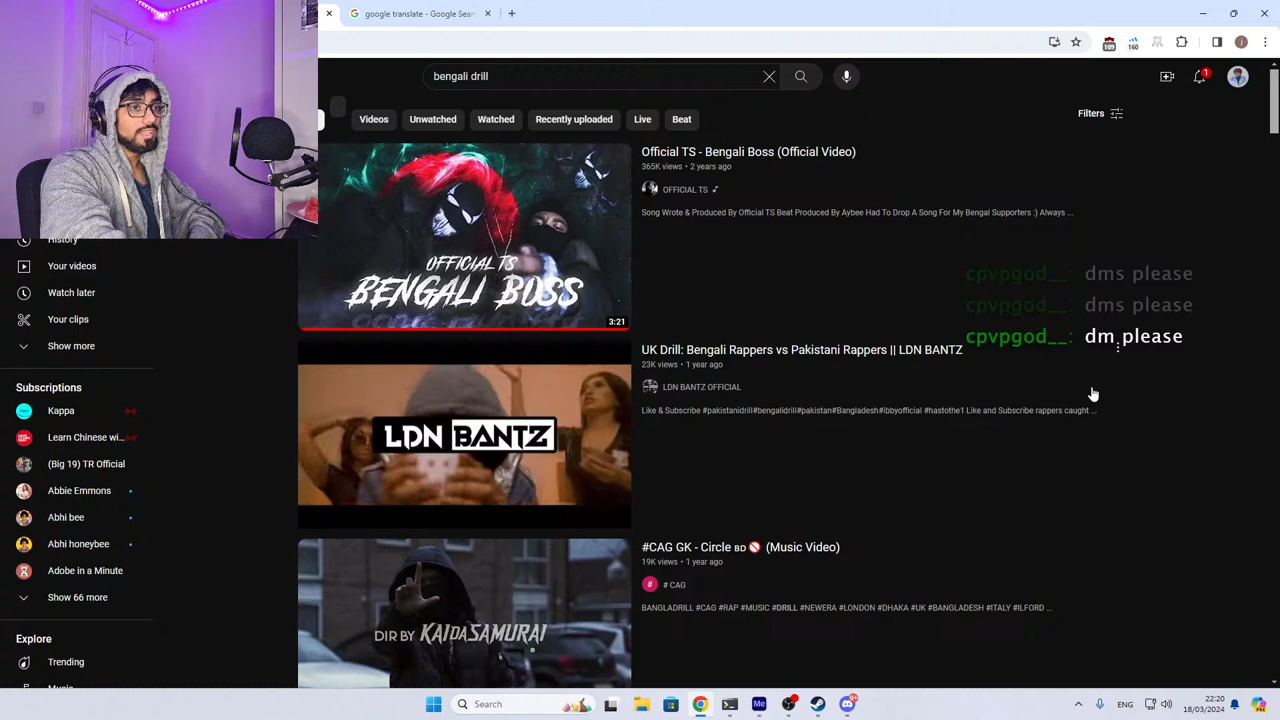 google translate - Google Sea
109
160
bengali drill
1
Videos
Unwatched
Watched
Recently uploaded
Live
Beat
Filters
OFFICIAL TS
BENGALI BOSS
3:21
Official TS - Bengali Boss (Official Video)
365K views • 2 years ago
OFFICIAL TS
Song Wrote & Produced By Official TS Beat Produced By Aybee Had To Drop A Song For My Bengal Supporters :) Always ...
cpvpgod__: dms please
cpvpgod__: dms please
cpvpgod__: dm please
History
Your videos
Watch later
Your clips
Show more
Subscriptions
Kappa
Learn Chinese wi...
(Big 19) TR Official
Abbie Emmons
Abhi bee
Abhi honeybee
Adobe in a Minute
Show 66 more
Explore
Trending
LDN BANTZ
UK Drill: Bengali Rappers vs Pakistani Rappers || LDN BANTZ
23K views • 1 year ago
LDN BANTZ OFFICIAL
Like & Subscribe #pakistanidrill#bengalidrill#pakistan#Bangladesh#ibbyofficial #hastothe1 Like and Subscribe rappers caught ...
DIR BY KAIDASAMURAI
#CAG GK - Circle BD🚫 (Music Video)
19K views • 1 year ago
# CAG
BANGLADRILL #CAG #RAP #MUSIC #DRILL #NEWERA #LONDON #DHAKA #UK #BANGLADESH #ITALY #ILFORD ...
Search
Me
9+
ENG
22:20
18/03/2024